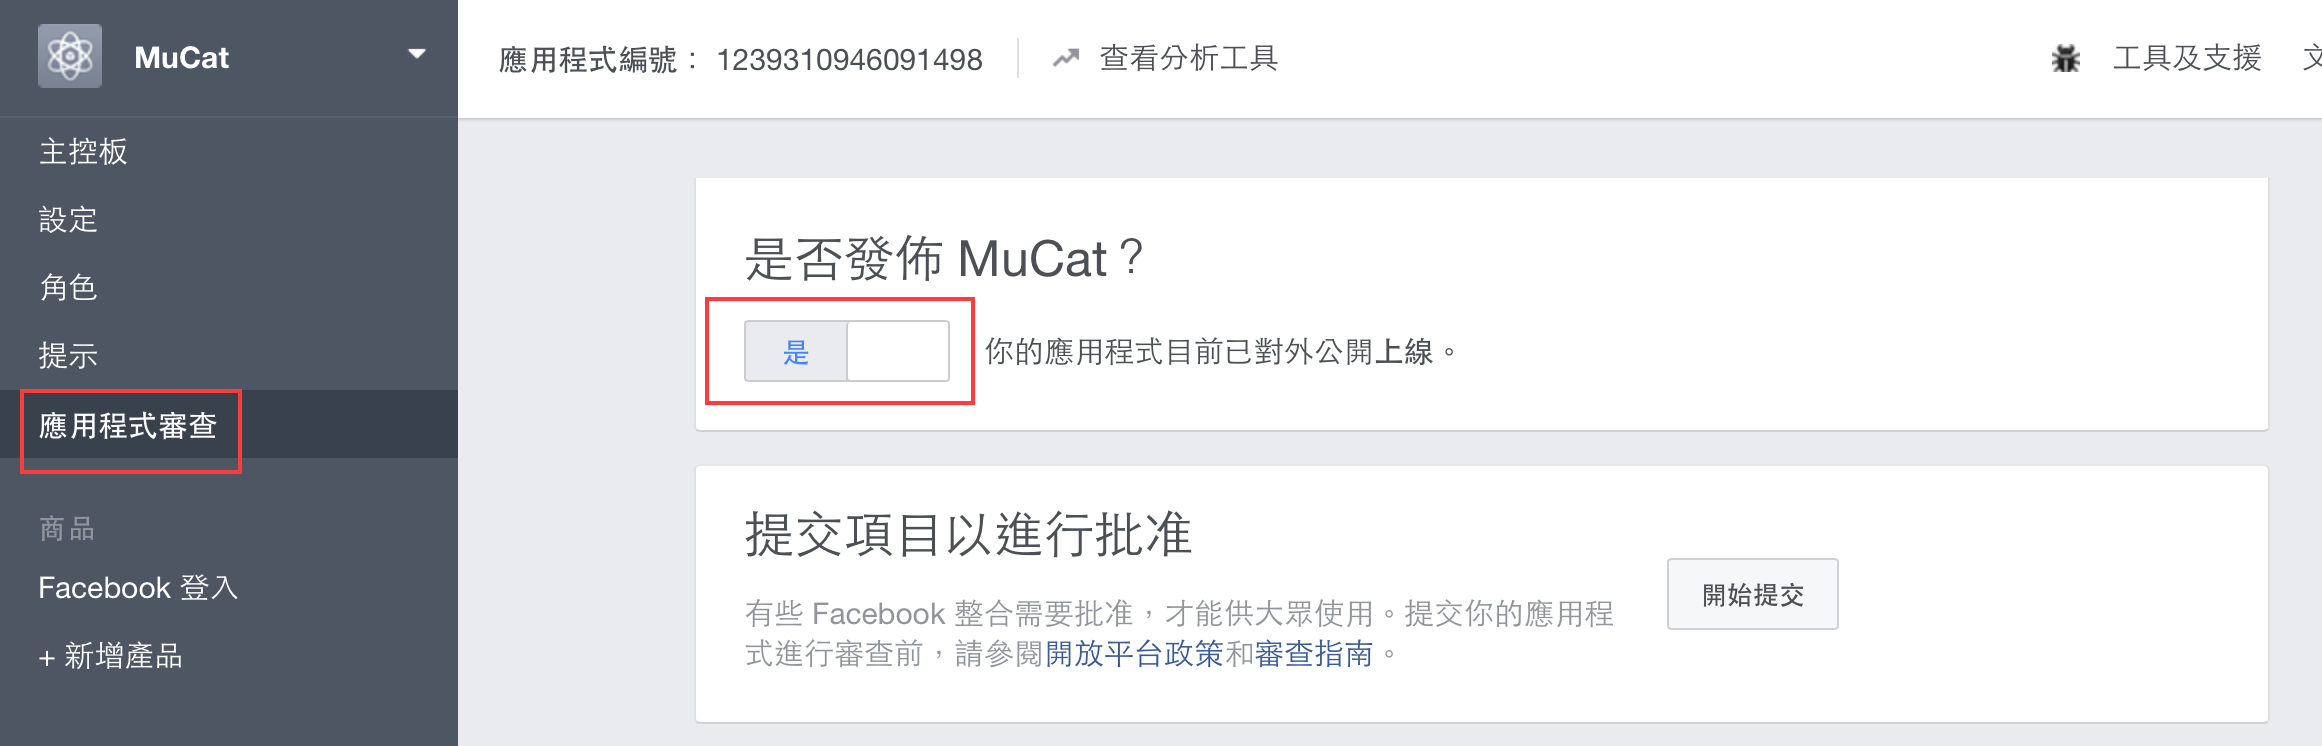 MuCat
應用程式編號： 1239310946091498
查看分析工具
工具及支援
主控板
設定
角色
提示
應用程式審查
商品
Facebook 登入
+ 新增產品
是否發佈 MuCat？
是
你的應用程式目前已對外公開上線。
提交項目以進行批准
有些 Facebook 整合需要批准，才能供大眾使用。提交你的應用程
式進行審查前，請參閱開放平台政策和審查指南。
開始提交